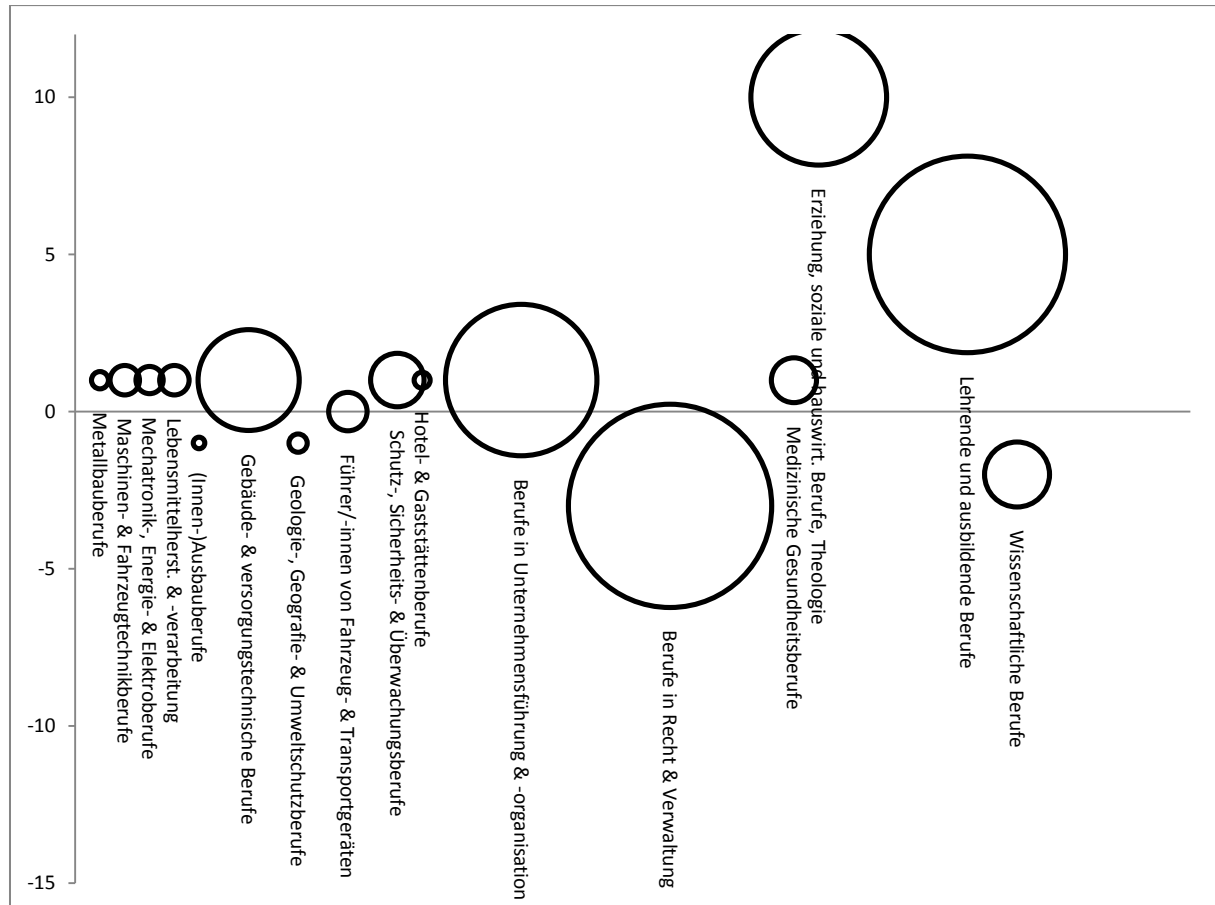 10
5
0
-5
-10
-15
Metallbauberufe
Maschinen- & Fahrzeugtechnikberufe
Mechatronik-, Energie- & Elektroberufe
Lebensmittelherst. & -verarbeitung
(Innen-)Ausbauberufe
Gebäude- & versorgungstechnische Berufe
Geologie-, Geografie- & Umweltschutzberufe
Führer/-innen von Fahrzeug- & Transportgeräten
Schutz-, Sicherheits- & Überwachungsberufe
Hotel- & Gaststättenberufe
Berufe in Unternehmensführung & -organisation
Berufe in Recht & Verwaltung
Medizinische Gesundheitsberufe
Erziehung, soziale und hauswirt. Berufe, Theologie
Lehrende und ausbildende Berufe
Wissenschaftliche Berufe